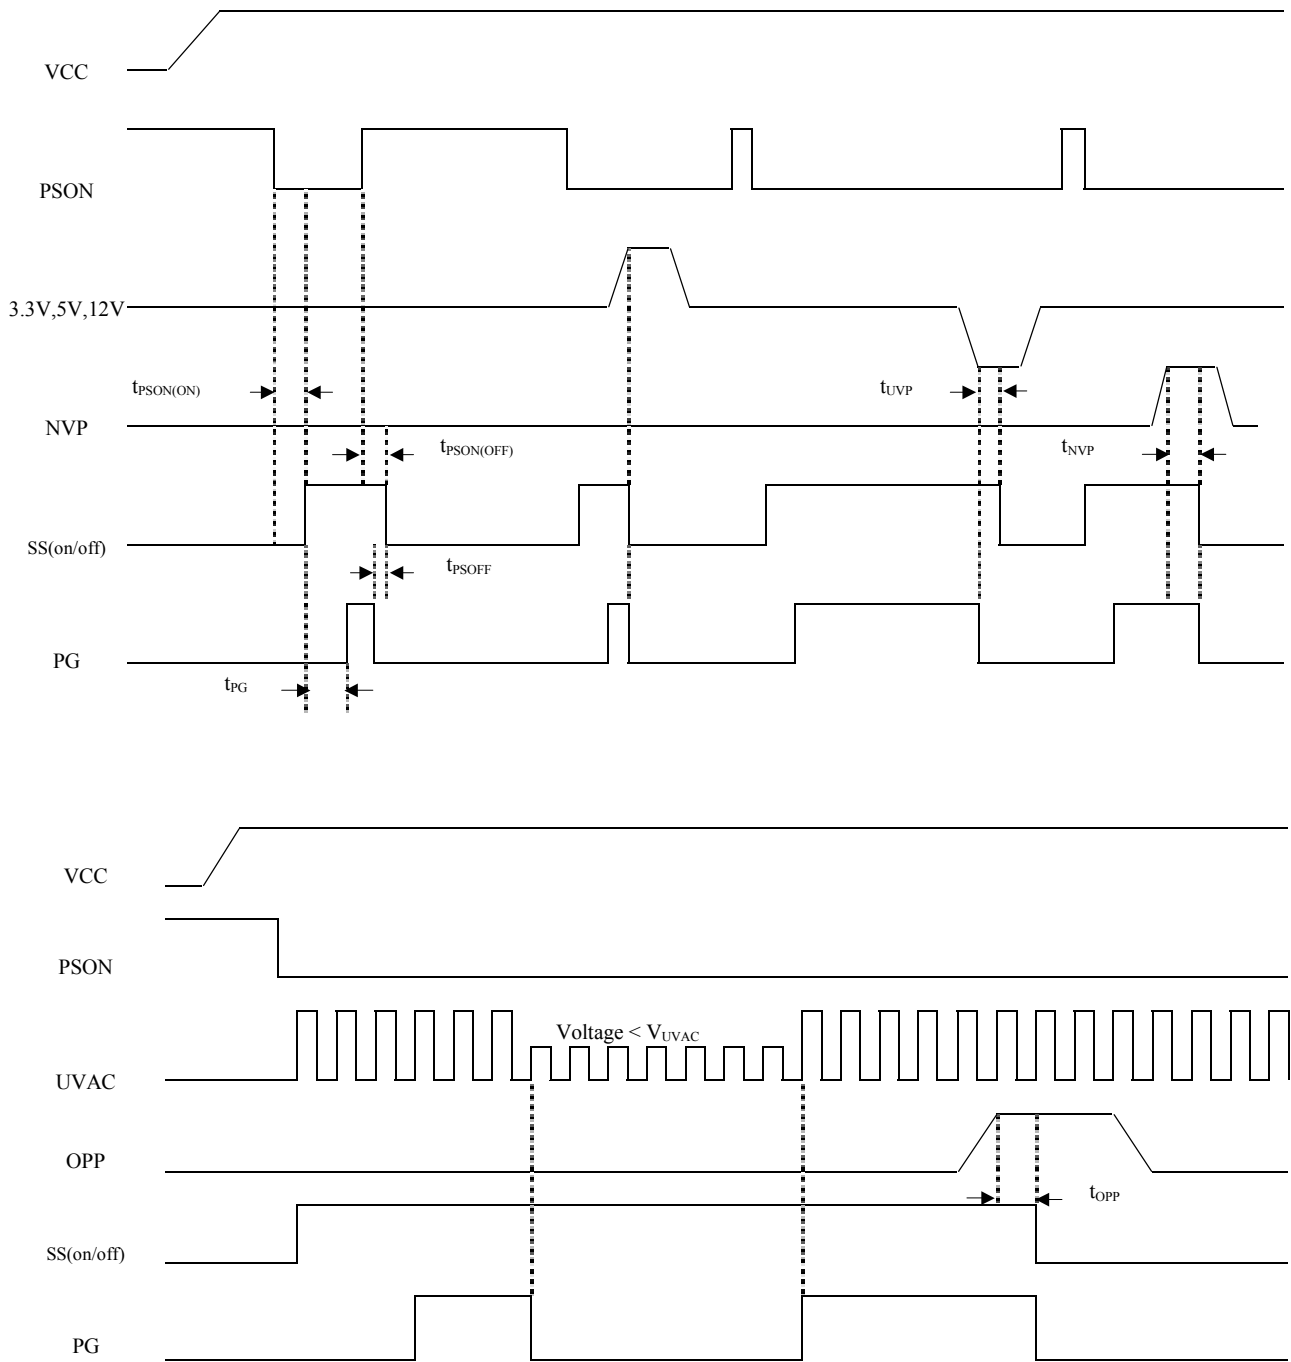 VCC
PSON
3.3V,5V,12V
tPSON(ON)
tUVP
NVP
tPSON(OFF)
tNVP
SS(on/off)
tPSOFF
PG
tPG
VCC
PSON
Voltage < VUVAC
UVAC
OPP
tOPP
SS(on/off)
PG